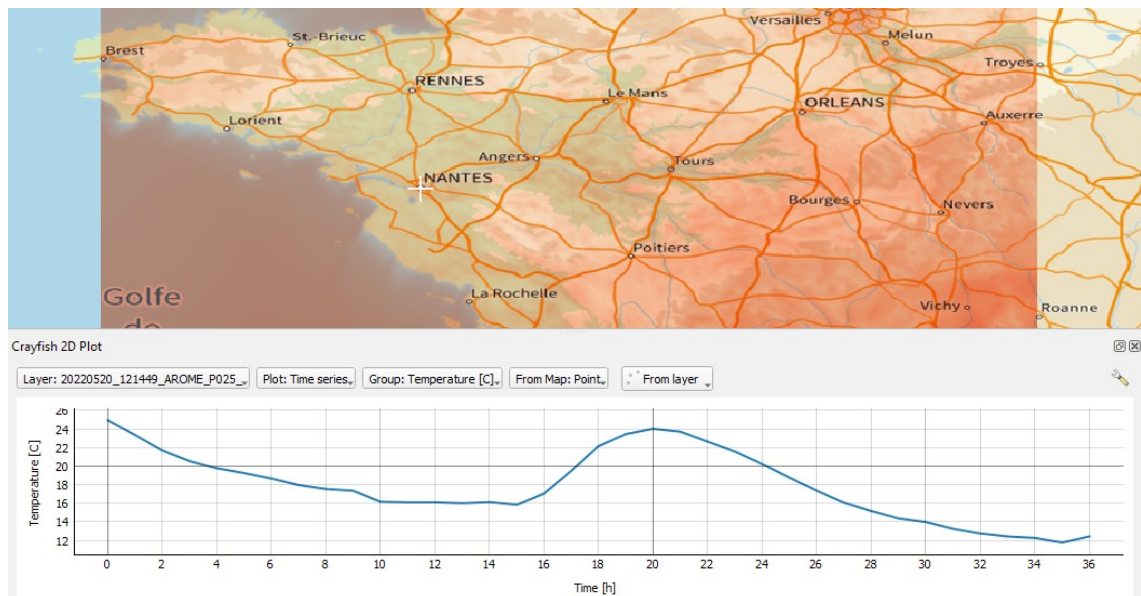 Versailles
Melun
St.-Brieuc
Brest
Troyes
RENNES
Le Mans
ORLEANS
Lorient
Auxerre
Angers
Tours
NANTES
Bourges
Nevers
Poitiers
Golfe
de
La Rochelle
Vichy
Roanne
Crayfish 2D Plot
Layer: 20220520_121449_AROME_P025_ Plot: Time series Group: Temperature [C] From Map: Point From layer
Temperature [C]
26
24
22
20
18
16
14
12
0 2 4 6 8 10 12 14 16 18 20 22 24 26 28 30 32 34 36
Time [h]